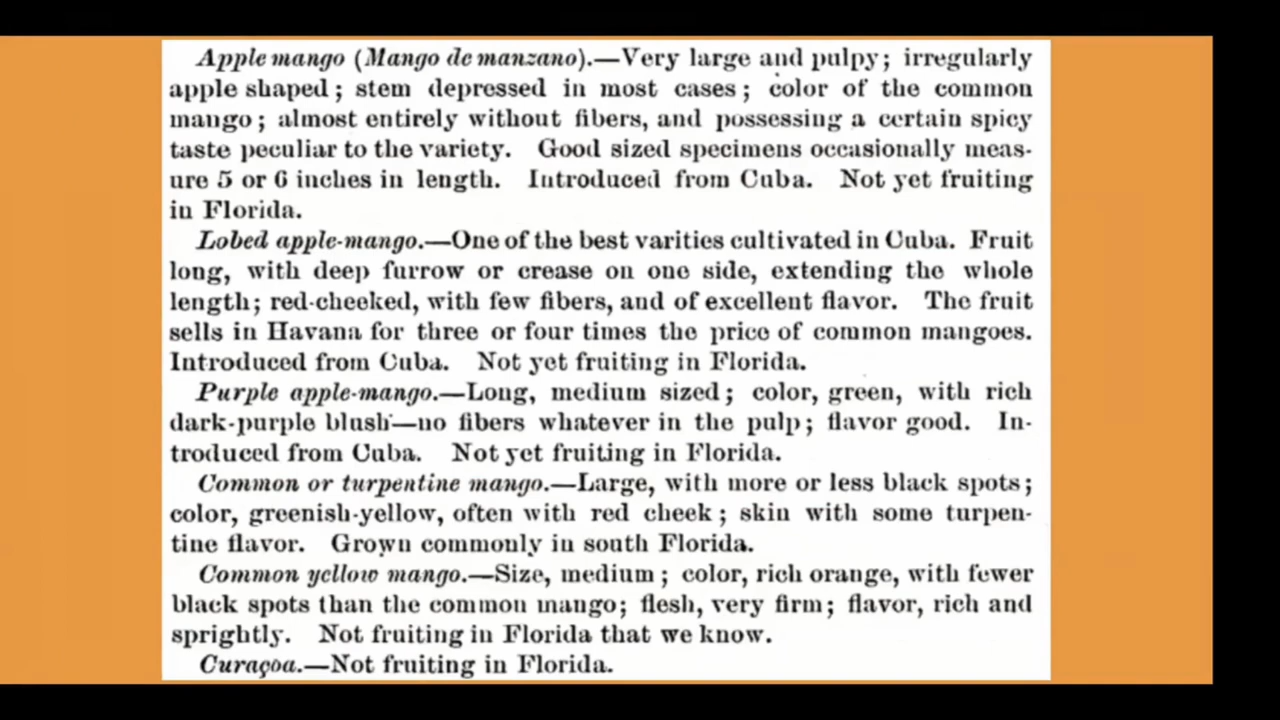 Apple mango (Mango de manzano).—Very large and pulpy; irregularly
apple shaped; stem depressed in most cases; color of the common
mango; almost entirely without fibers, and possessing a certain spicy
taste peculiar to the variety. Good sized specimens occasionally meas-
ure 5 or 6 inches in length. Introduced from Cuba. Not yet fruiting
in Florida.
Lobed apple-mango.—One of the best varities cultivated in Cuba. Fruit
long, with deep furrow or crease on one side, extending the whole
length; red-cheeked, with few fibers, and of excellent flavor. The fruit
sells in Havana for three or four times the price of common mangoes.
Introduced from Cuba. Not yet fruiting in Florida.
Purple apple-mango.—Long, medium sized; color, green, with rich
dark-purple blush—no fibers whatever in the pulp; flavor good. In-
troduced from Cuba. Not yet fruiting in Florida.
Common or turpentine mango.—Large, with more or less black spots;
color, greenish-yellow, often with red cheek; skin with some turpen-
tine flavor. Grown commonly in south Florida.
Common yellow mango.—Size, medium; color, rich orange, with fewer
black spots than the common mango; flesh, very firm; flavor, rich and
sprightly. Not fruiting in Florida that we know.
Curaçoa.—Not fruiting in Florida.